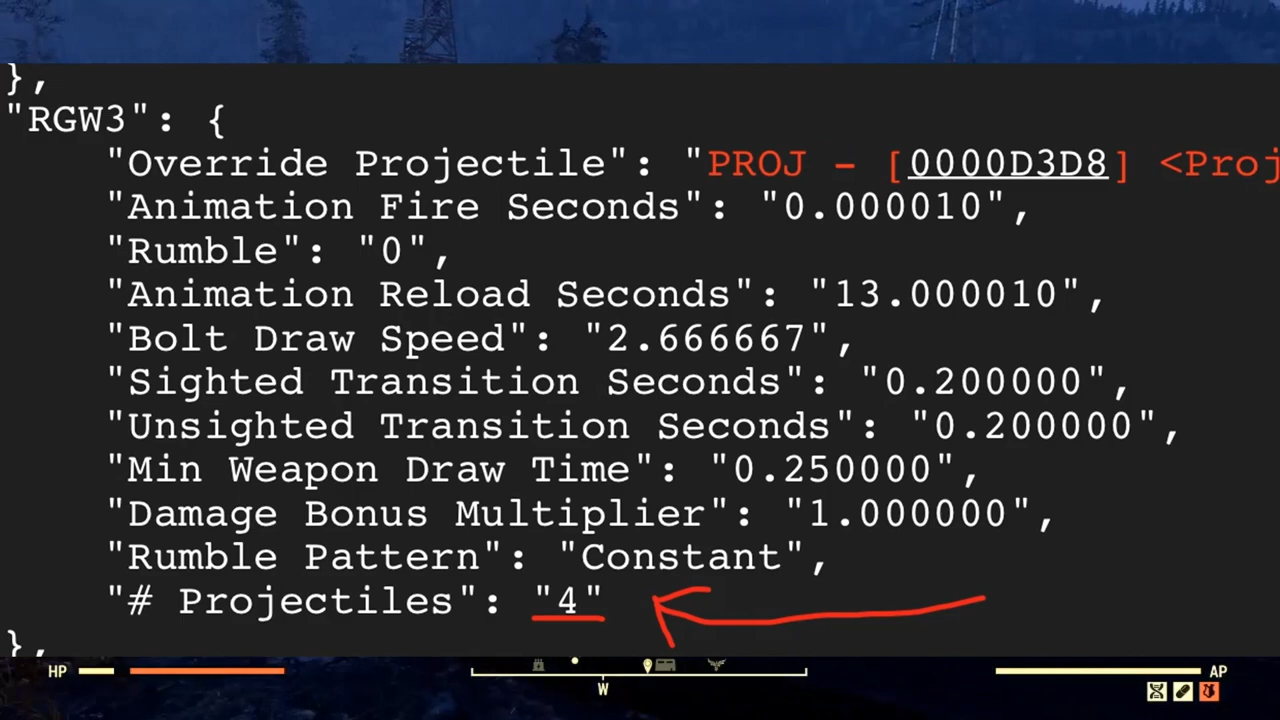 },
"RGW3": {
"Override Projectile": "PROJ - [0000D3D8] <Proj
"Animation Fire Seconds": "0.000010",
"Rumble": "0",
"Animation Reload Seconds": "13.000010",
"Bolt Draw Speed": "2.666667",
"Sighted Transition Seconds": "0.200000",
"Unsighted Transition Seconds": "0.200000",
"Min Weapon Draw Time": "0.250000",
"Damage Bonus Multiplier": "1.000000",
"Rumble Pattern": "Constant",
"# Projectiles": "4"
},
HP
W
AP